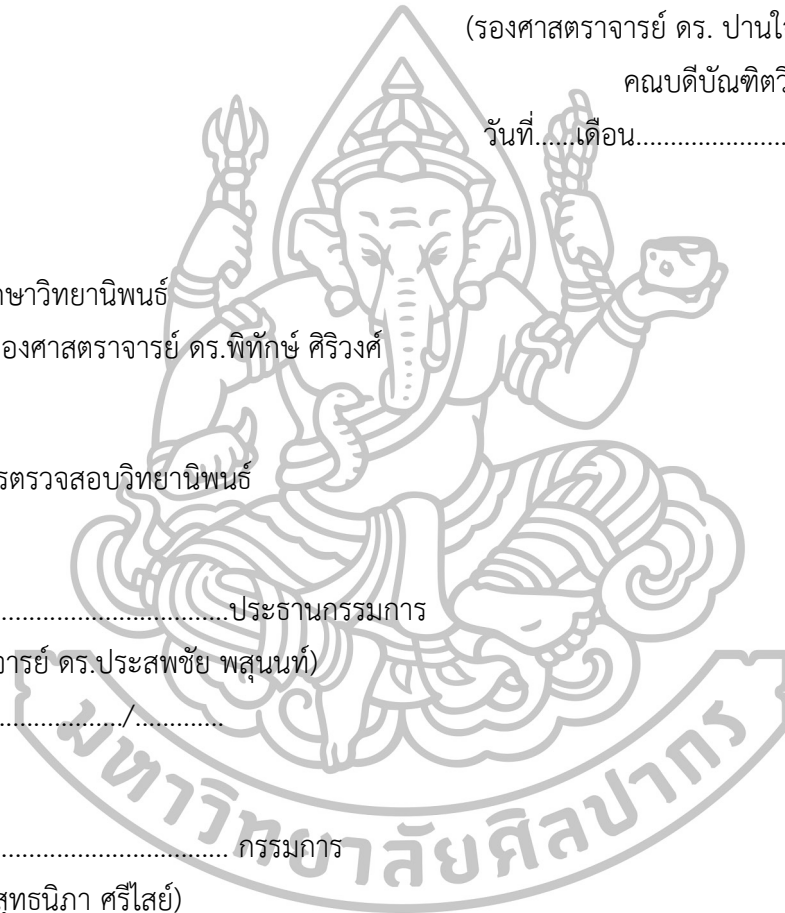 (รองศาสตราจารย์ ดร. ปานใ
คณบดีบัณฑิตวิ
วันที่......เดือน......................
าษาวิทยานิพนธ์
องศาสตราจารย์ ดร.พิทักษ์ ศิริวงศ์
รตรวจสอบวิทยานิพนธ์
.................................ประธานกรรมการ
จารย์ ดร.ประสพชัย พสุนนท์)
................../............
................................. กรรมการ
สุทธนิภา ศรีไสย์)
มหาวิทยาลัยศิลปากร